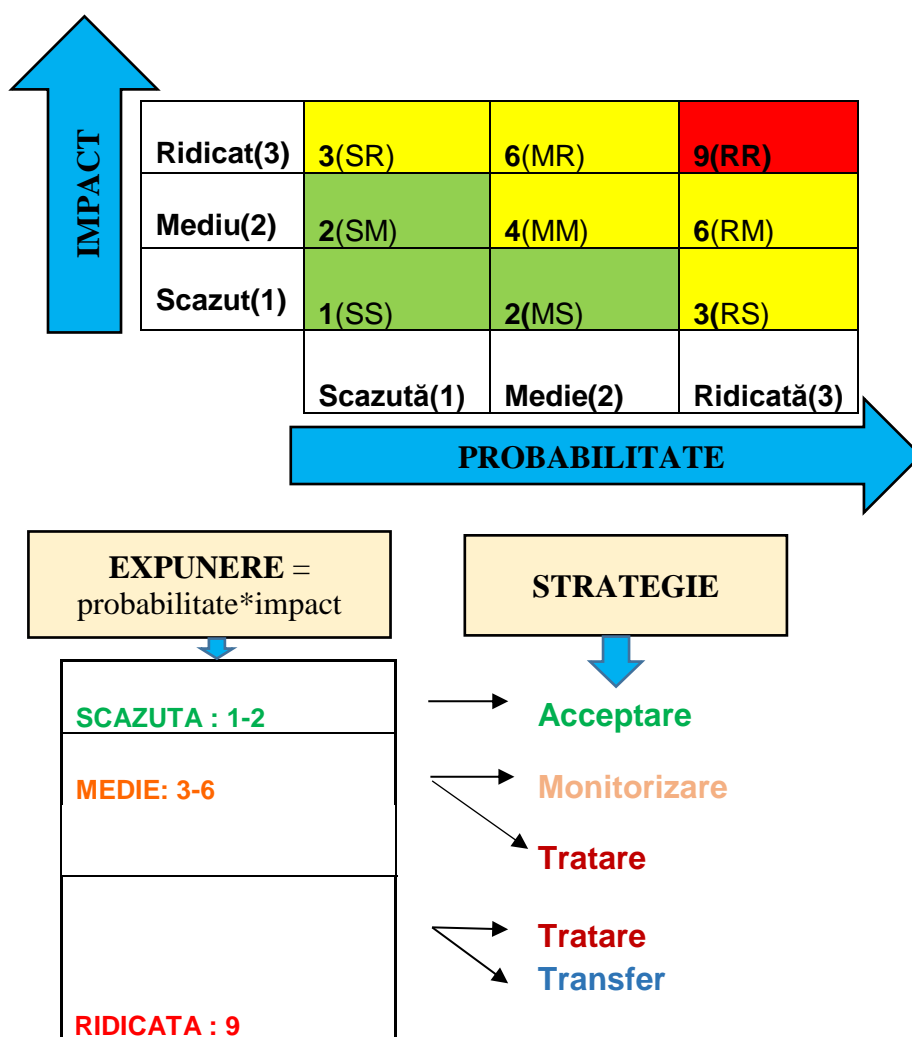 IMPACT
Ridicat(3) 3(SR) 6(MR) 9(RR)
Mediu(2) 2(SM) 4(MM) 6(RM)
Scazut(1) 1(SS) 2(MS) 3(RS)
Scazută(1) Medie(2) Ridicată(3)
PROBABILITATE
EXPUNERE =
probabilitate*impact
STRATEGIE
SCAZUTA : 1-2
Acceptare
MEDIE: 3-6
Monitorizare
Tratare
Tratare
Transfer
RIDICATA : 9